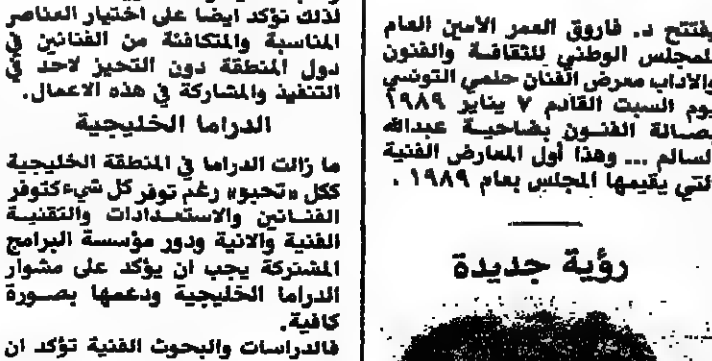 يفتتح د. فاروق العمر الأمين العام
للمجلس الوطني للثقافة والفنون
والاداب معرض الفنان حلمي التونسي
يوم السبت القادم ٧ يناير ١٩٨٩
بصالة الفنون بضاحية عبدالله
السالم ... وهذا أول المعارض الفنية
التي يقيمها المجلس بعام ١٩٨٩ .
رؤية جديدة
لذلك تؤكد ايضا على اختيار العناصر
المناسبة والمتكافئة من الفنانين في
دول المنطقة دون التحيز لاحد في
التنفيذ والمشاركة في هذه الاعمال.
الدراما الخليجية
ما زالت الدراما في المنطقة الخليجية
ككل «تحبو» رغم توفر كل شيء كتوفر
الفنانين والاستعدادات والتقنية
الفنية والآنية ودور مؤسسة البرامج
المشتركة يجب ان يؤكد على مشوار
الدراما الخليجية ودعمها بصورة
كافية.
فالدراسات والبحوث الفنية تؤكد ان